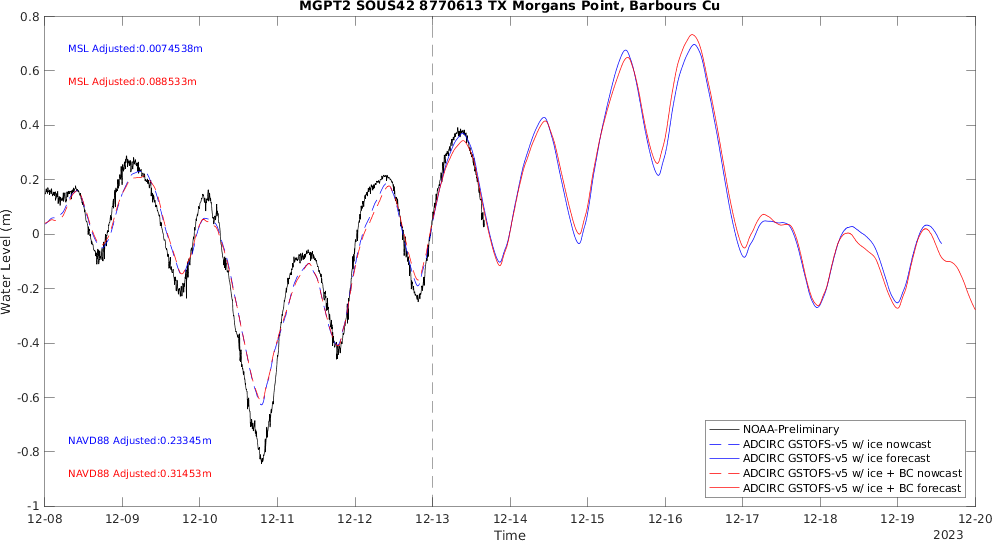 MGPT2 SOUS42 8770613 TX Morgans Point, Barbours Cu
0.8
0.6
0.4
0.2
0
-0.2
-0.4
-0.6
-0.8
-1
Water Level (m)
MSL Adjusted:0.0074538m
MSL Adjusted:0.088533m
NAVD88 Adjusted:0.23345m
NAVD88 Adjusted:0.31453m
NOAA-Preliminary
ADCIRC GSTOFS-v5 w/ ice nowcast
ADCIRC GSTOFS-v5 w/ ice forecast
ADCIRC GSTOFS-v5 w/ ice + BC nowcast
ADCIRC GSTOFS-v5 w/ ice + BC forecast
12-08 12-09 12-10 12-11 12-12 12-13 12-14 12-15 12-16 12-17 12-18 12-19 12-20
Time
2023